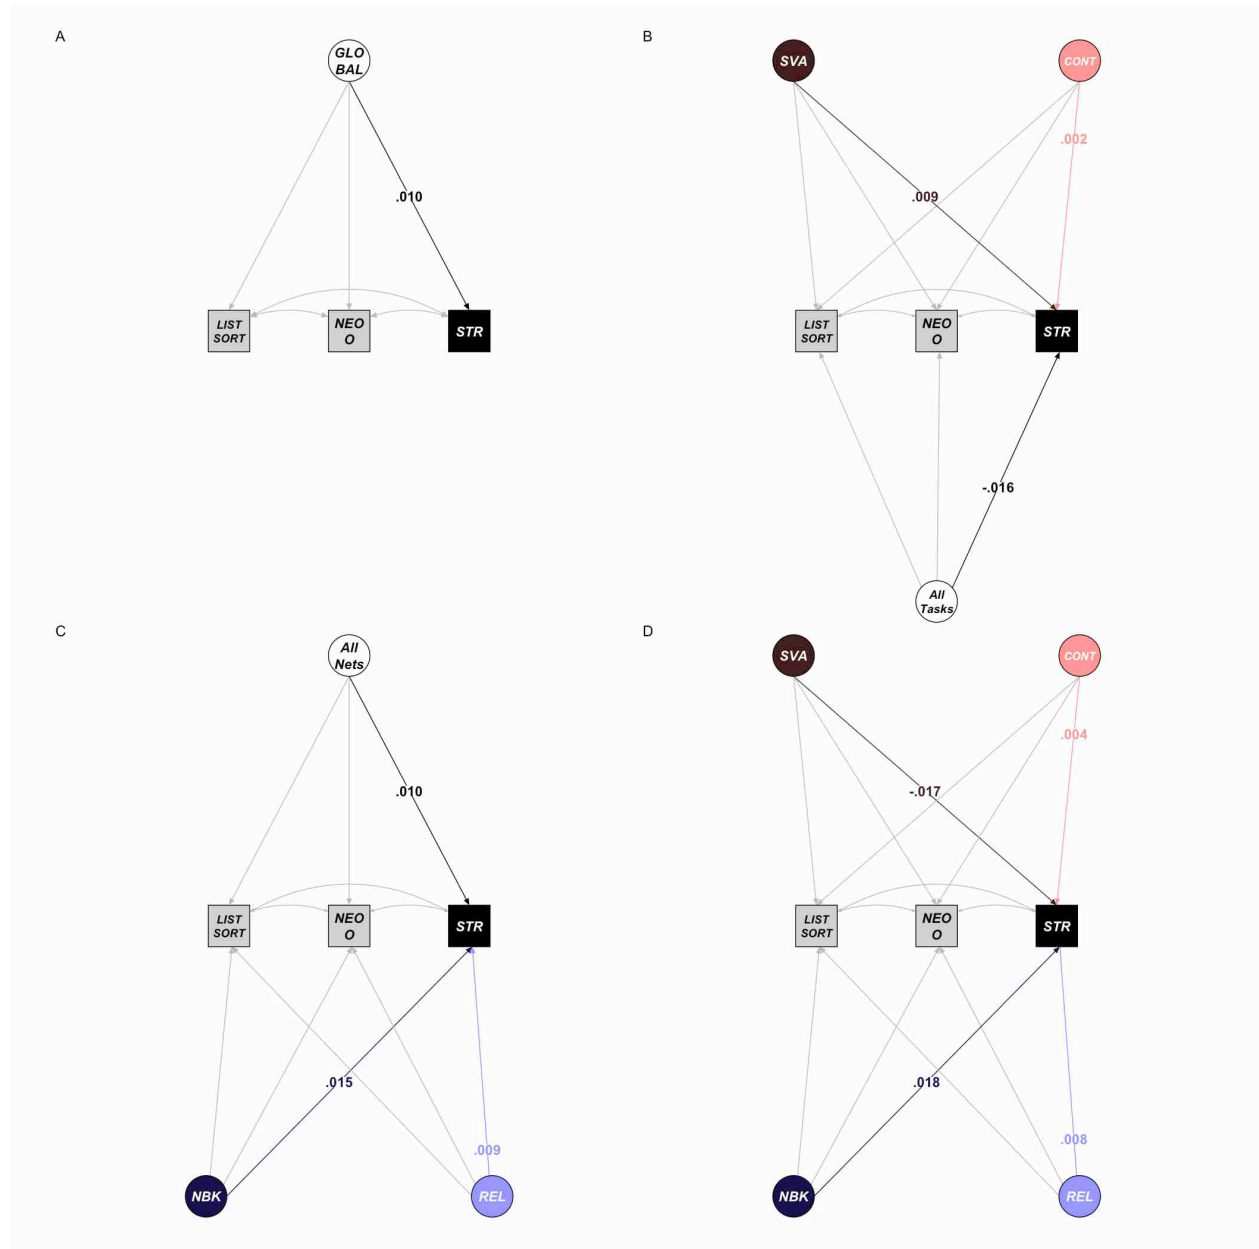 A
GLO
BAL
.010
LIST
SORT
NEO
O
STR
B
SVA
CONT
.002
.009
LIST
SORT
NEO
O
STR
-.016
All
Tasks
C
All
Nets
.010
LIST
SORT
NEO
O
STR
.015
.009
NBK
REL
D
SVA
CONT
.004
-.017
LIST
SORT
NEO
O
STR
.018
.008
NBK
REL